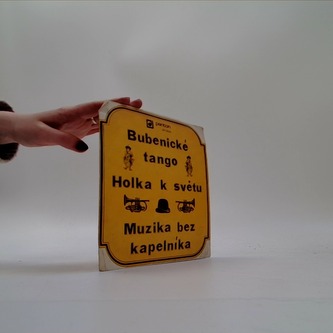 Bubenické
tango
Holka k světu
Muzika bez
kapelníka